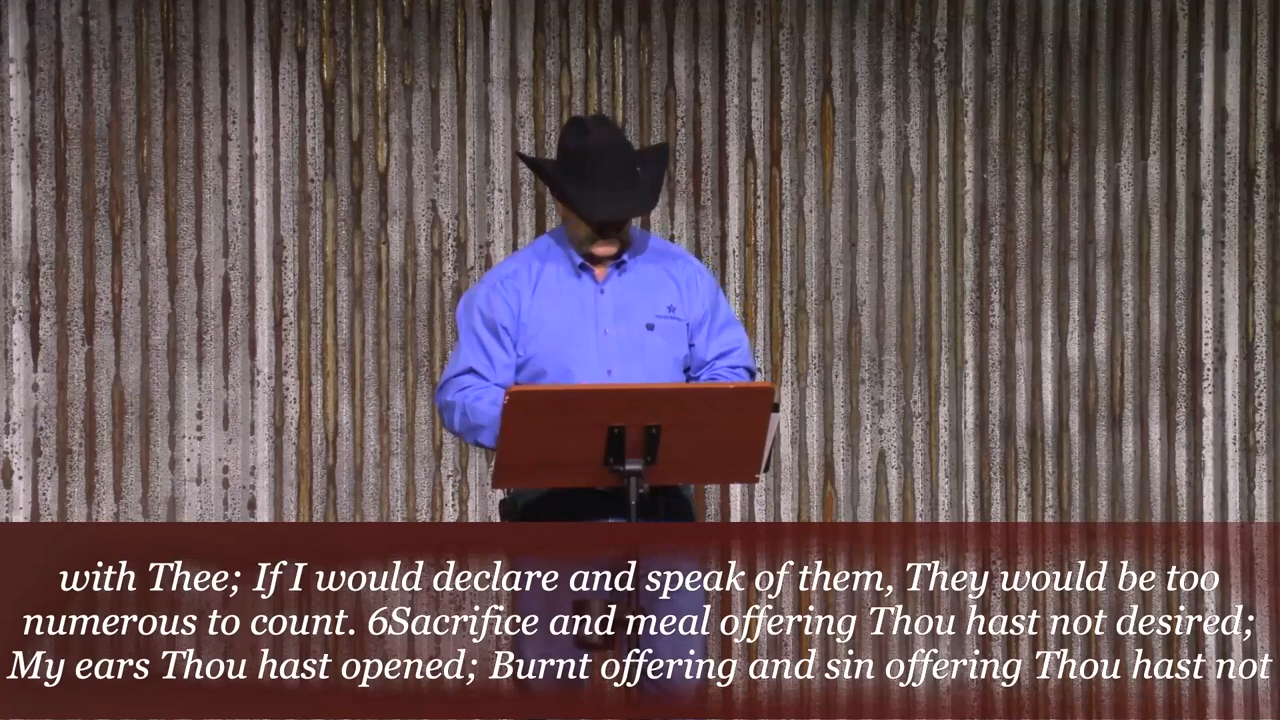 with Thee; If I would declare and speak of them, They would be too
numerous to count. 6Sacrifice and meal offering Thou hast not desired;
My ears Thou hast opened; Burnt offering and sin offering Thou hast not